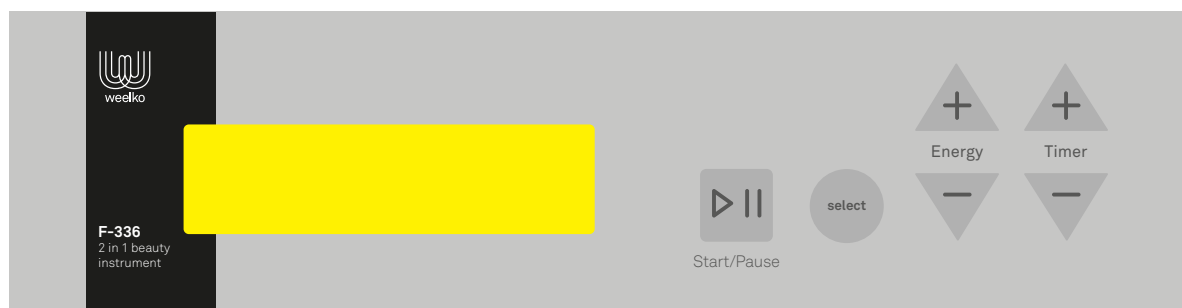 weelko
F-336
2 in 1 beauty
instrument
Start/Pause
select
+
Energy
−
+
Timer
−